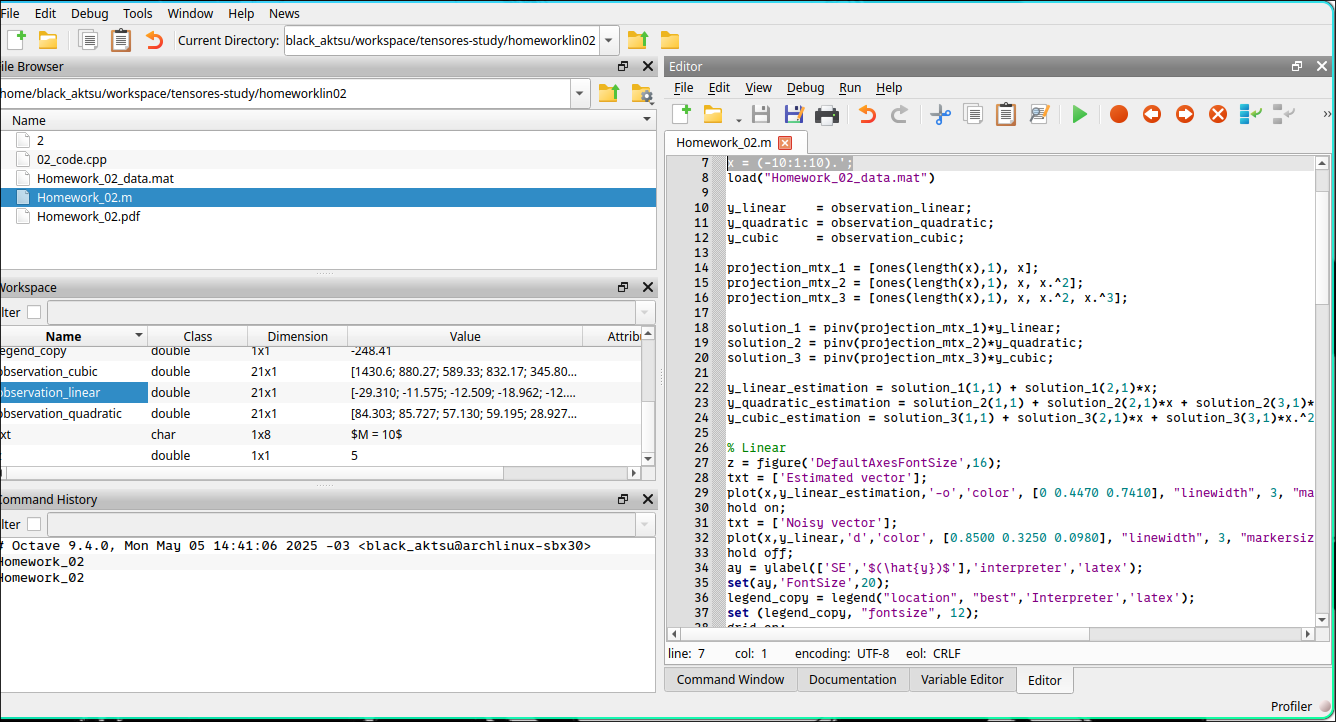 File Edit Debug Tools Window Help News
Current Directory: black_aktsu/workspace/tensores-study/homeworklin02
ile Browser
home/black_aktsu/workspace/tensores-study/homeworklin02
Name
2
02_code.cpp
Homework_02_data.mat
Homework_02.m
Homework_02.pdf
Workspace
lter
Name Class Dimension Value Attrib
legend_copy double 1x1 -248.41
observation_cubic double 21x1 [1430.6; 880.27; 589.33; 832.17; 345.80...
observation_linear double 21x1 [-29.310; -11.575; -12.509; -18.962; -12....
observation_quadratic double 21x1 [84.303; 85.727; 57.130; 59.195; 28.927...
xt char 1x8 $M = 10$
double 1x1 5
Command History
lter
# Octave 9.4.0, Mon May 05 14:41:06 2025 -03 <black_aktsu@archlinux-sbx30>
Homework_02
Homework_02
Editor
File Edit View Debug Run Help
»
Homework_02.m
7 x = (-10:1:10).';
8 load("Homework_02_data.mat")
9
10 y_linear    = observation_linear;
11 y_quadratic = observation_quadratic;
12 y_cubic     = observation_cubic;
13
14 projection_mtx_1 = [ones(length(x),1), x];
15 projection_mtx_2 = [ones(length(x),1), x, x.^2];
16 projection_mtx_3 = [ones(length(x),1), x, x.^2, x.^3];
17
18 solution_1 = pinv(projection_mtx_1)*y_linear;
19 solution_2 = pinv(projection_mtx_2)*y_quadratic;
20 solution_3 = pinv(projection_mtx_3)*y_cubic;
21
22 y_linear_estimation = solution_1(1,1) + solution_1(2,1)*x;
23 y_quadratic_estimation = solution_2(1,1) + solution_2(2,1)*x + solution_2(3,1)*
24 y_cubic_estimation = solution_3(1,1) + solution_3(2,1)*x + solution_3(3,1)*x.^2
25
26 % Linear
27 z = figure('DefaultAxesFontSize',16);
28 txt = ['Estimated vector'];
29 plot(x,y_linear_estimation,'-o','color', [0 0.4470 0.7410], "linewidth", 3, "ma
30 hold on;
31 txt = ['Noisy vector'];
32 plot(x,y_linear,'d','color', [0.8500 0.3250 0.0980], "linewidth", 3, "markersiz
33 hold off;
34 ay = ylabel(['SE','$(\hat{y})$'],'interpreter','latex');
35 set(ay,'FontSize',20);
36 legend_copy = legend("location", "best",'Interpreter','latex');
37 set (legend_copy, "fontsize", 12);
38 grid on;
line: 7 col: 1 encoding: UTF-8 eol: CRLF
Command Window Documentation Variable Editor Editor
Profiler